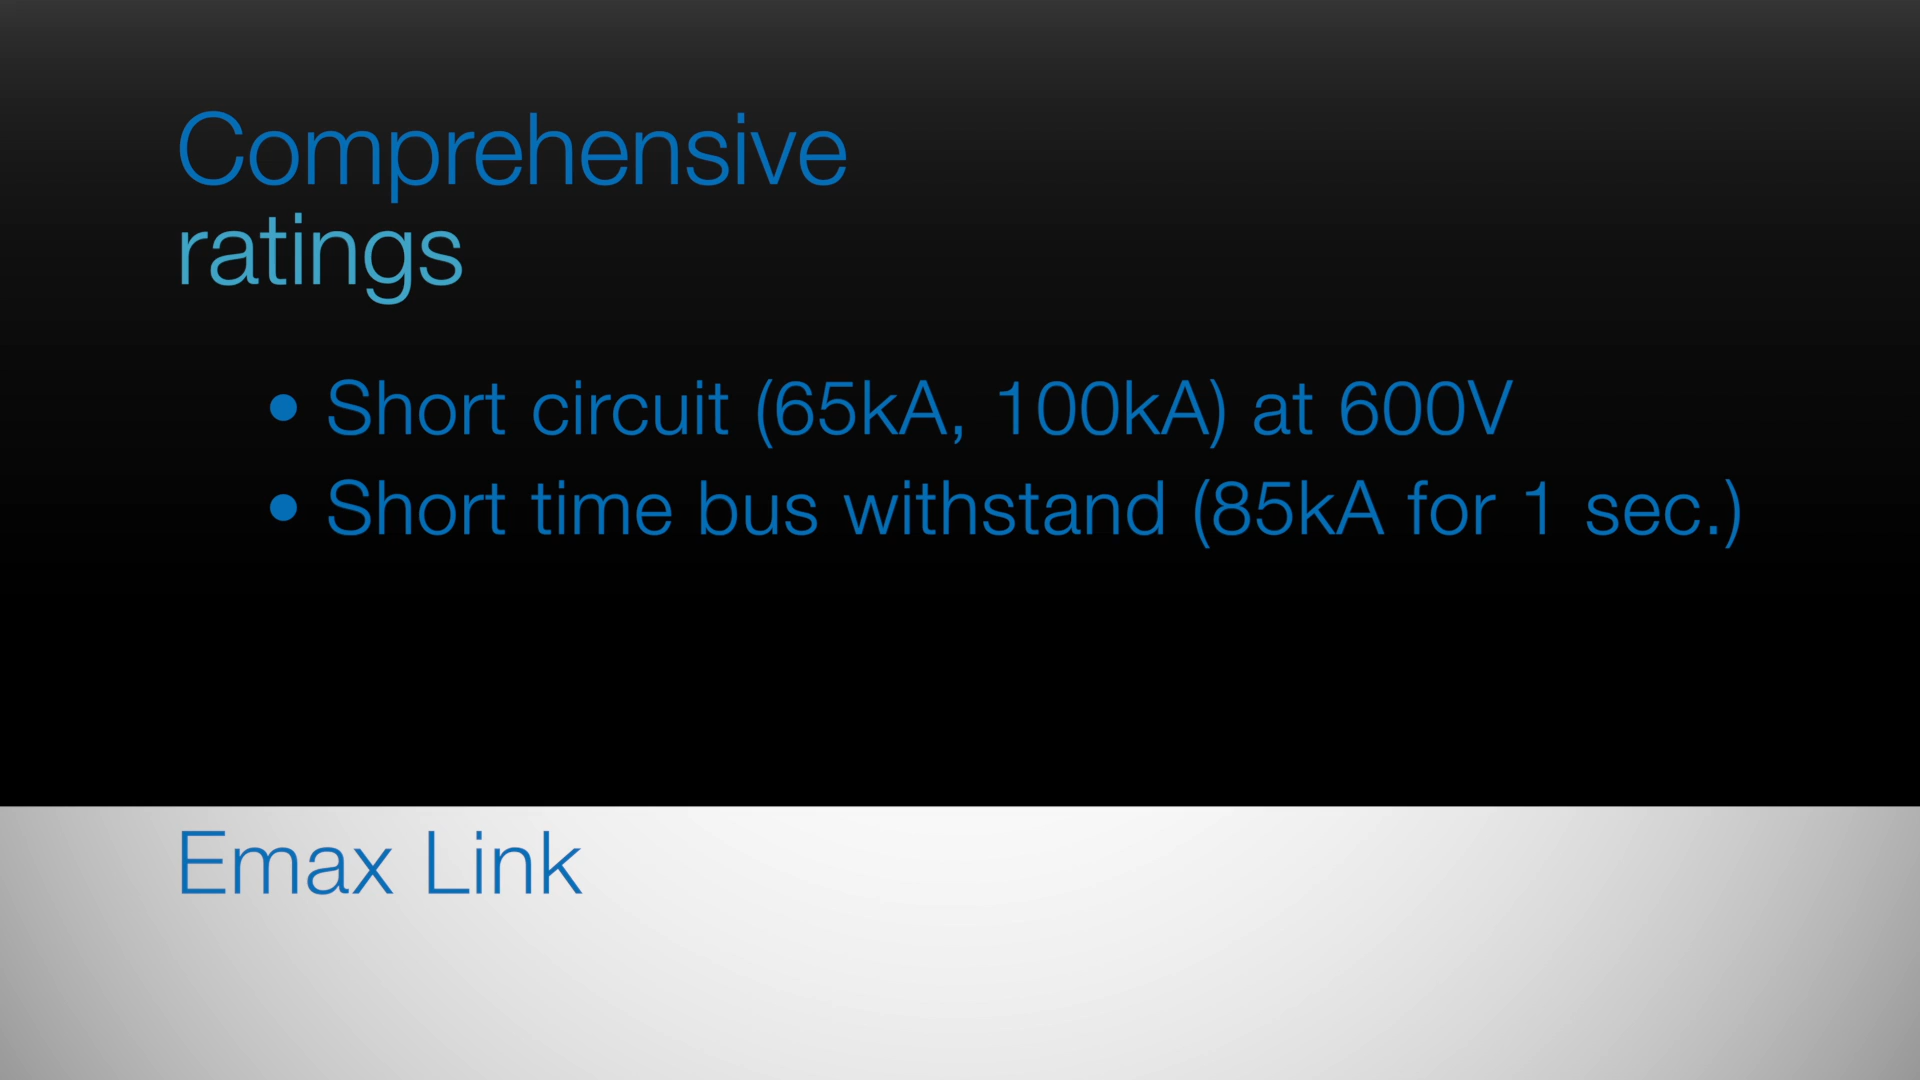 Comprehensive
ratings
• Short circuit (65kA, 100kA) at 600V
• Short time bus withstand (85kA for 1 sec.)
Emax Link